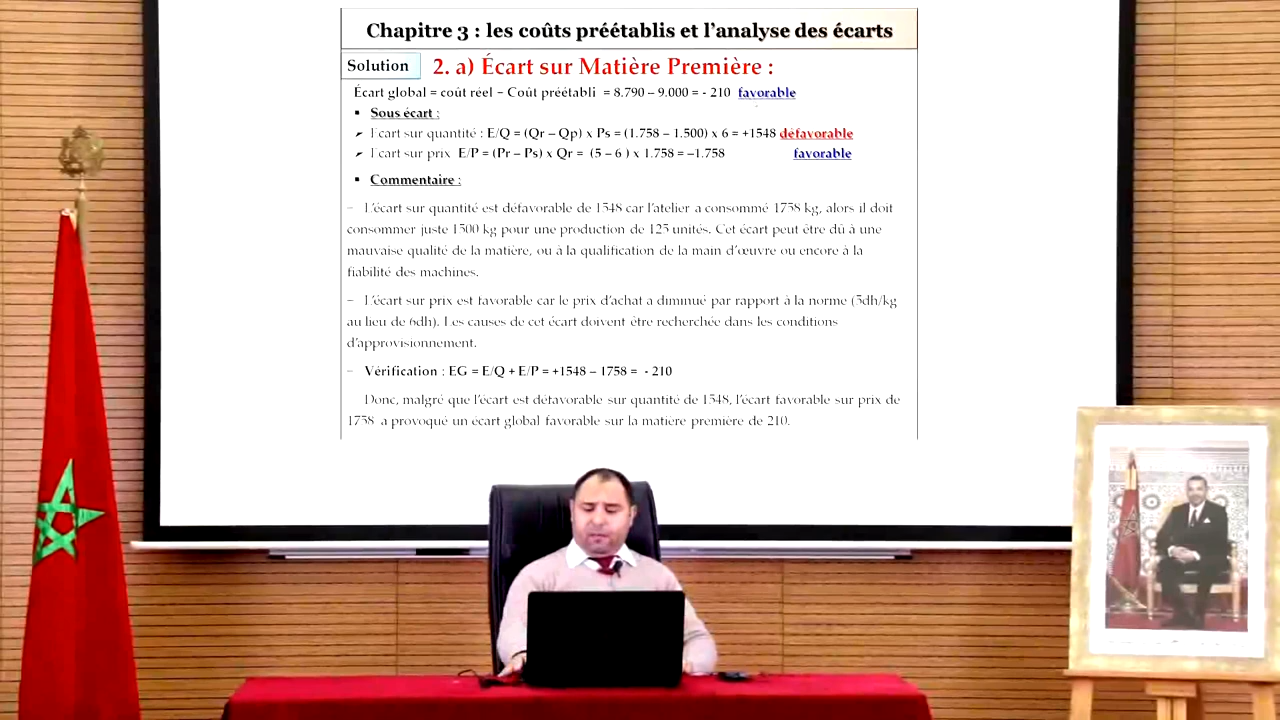 Chapitre 3 : les coûts préétablis et l'analyse des écarts
Solution
2. a) Écart sur Matière Première :
Écart global = coût réel – Coût préétabli = 8.790 – 9.000 = - 210 favorable
▪ Sous écart :
Ecart sur quantité : E/Q = (Qr – Qp) x Ps = (1.758 – 1.500) x 6 = +1548 défavorable
Ecart sur prix E/P = (Pr – Ps) x Qr = (5 – 6 ) x 1.758 = –1.758 favorable
▪ Commentaire :
– L'écart sur quantité est défavorable de 1548 car l'atelier a consommé 1758 kg, alors il doit
consommer juste 1500 kg pour une production de 125 unités. Cet écart peut être dû à une
mauvaise qualité de la matière, ou à la qualification de la main d'œuvre ou encore à la
fiabilité des machines.
– L'écart sur prix est favorable car le prix d'achat a diminué par rapport à la norme (5dh/kg
au lieu de 6dh). Les causes de cet écart doivent être recherchée dans les conditions
d'approvisionnement.
– Vérification : EG = E/Q + E/P = +1548 – 1758 = - 210
Donc, malgré que l'écart est défavorable sur quantité de 1548, l'écart favorable sur prix de
1758 a provoqué un écart global favorable sur la matière première de 210.